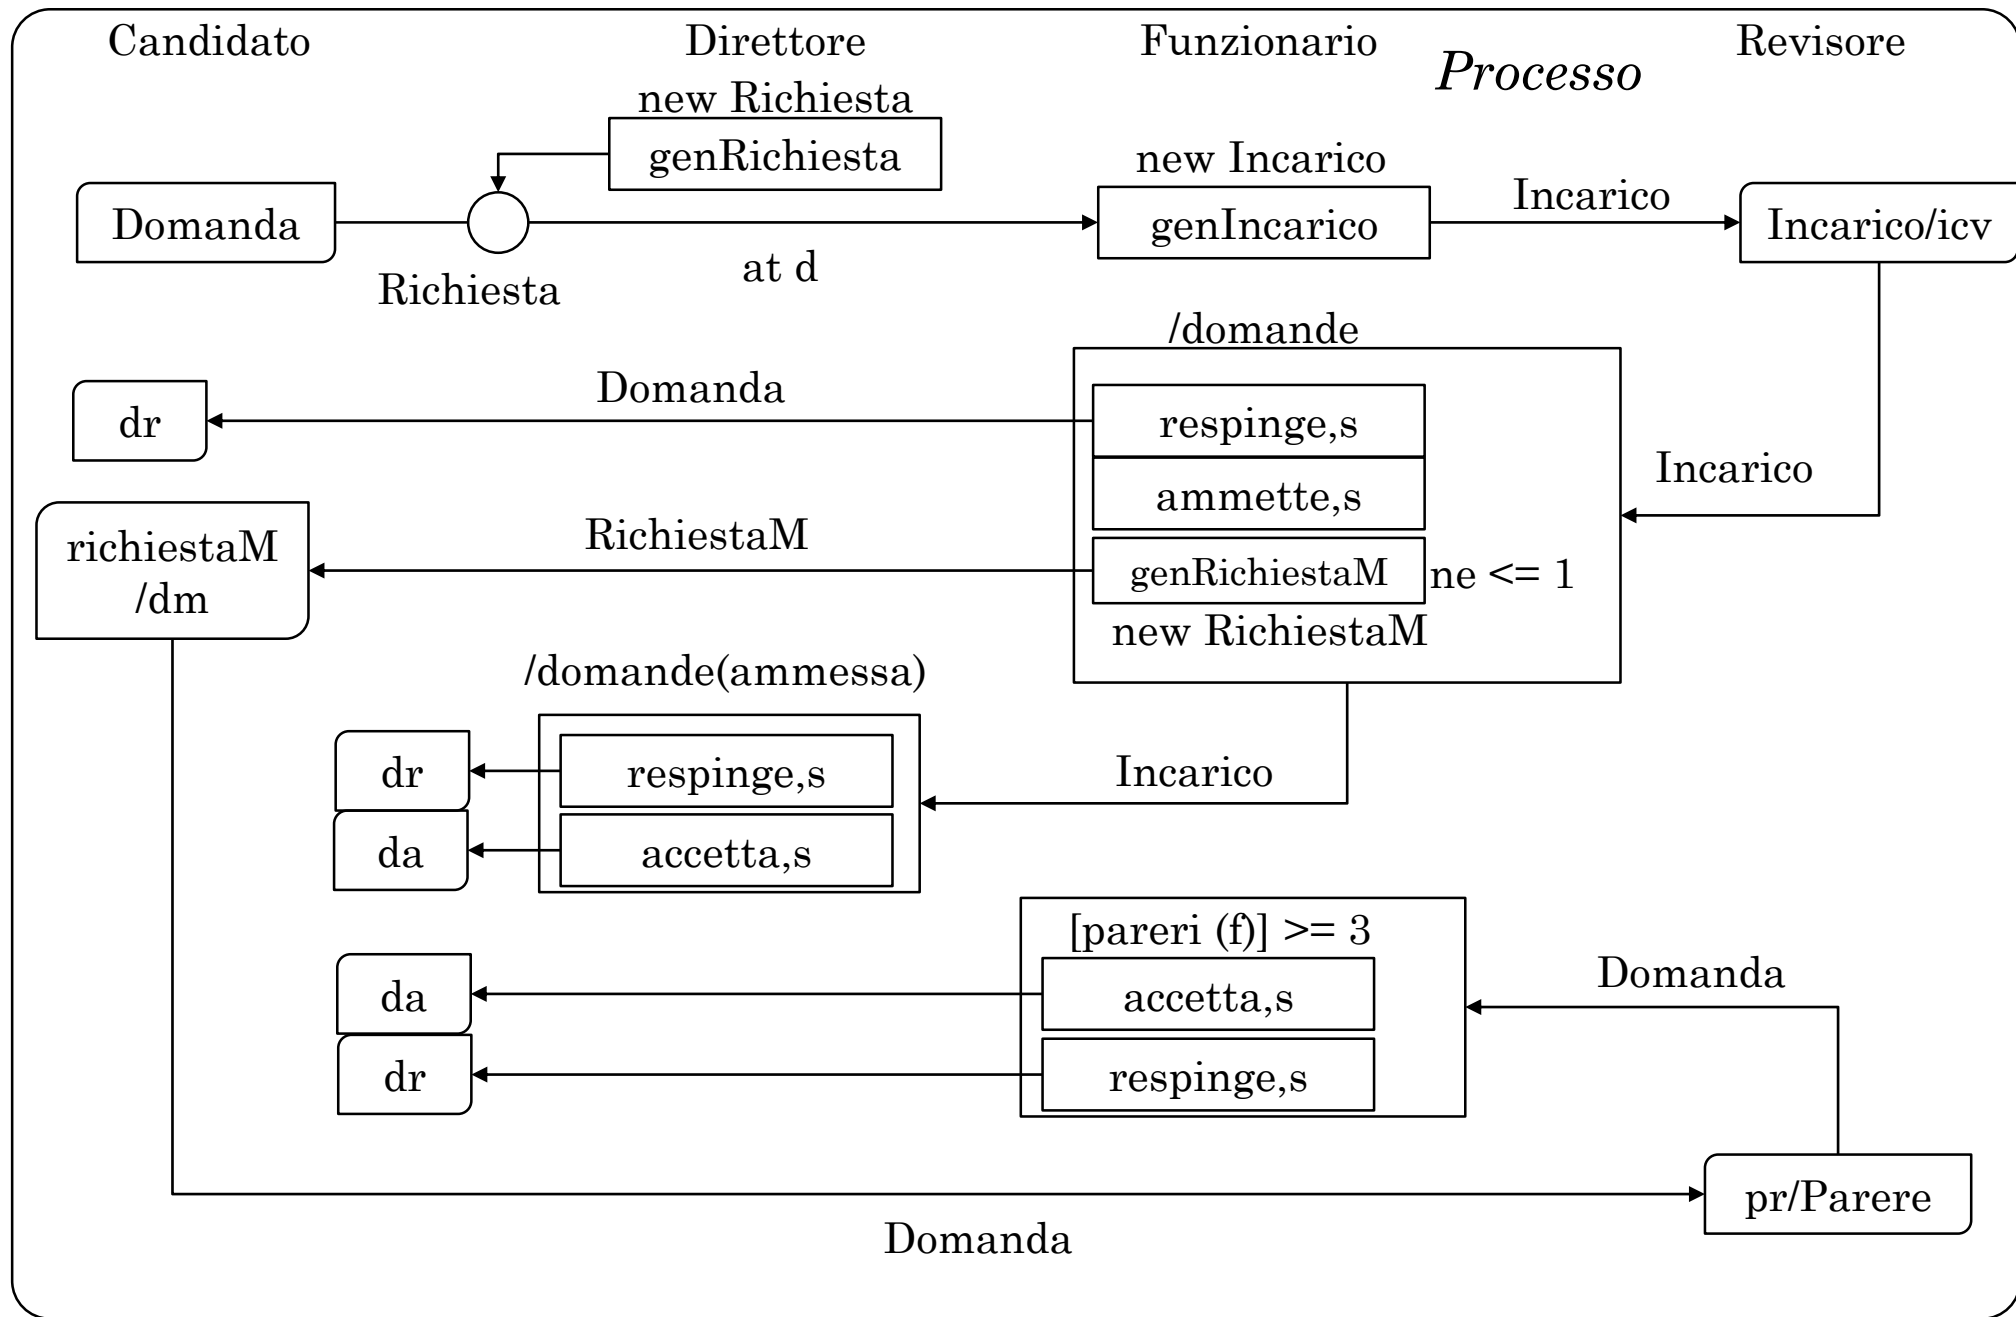 Candidato
Direttore
Funzionario
Revisore
Processo
new Richiesta
genRichiesta
new Incarico
Domanda
genIncarico
Incarico
Incarico/icv
Richiesta
at d
/domande
dr
Domanda
respinge,s
ammette,s
Incarico
richiestaM
/dm
RichiestaM
genRichiestaM
ne <= 1
new RichiestaM
/domande(ammessa)
dr
respinge,s
Incarico
da
accetta,s
[pareri (f)] >= 3
da
accetta,s
Domanda
dr
respinge,s
pr/Parere
Domanda